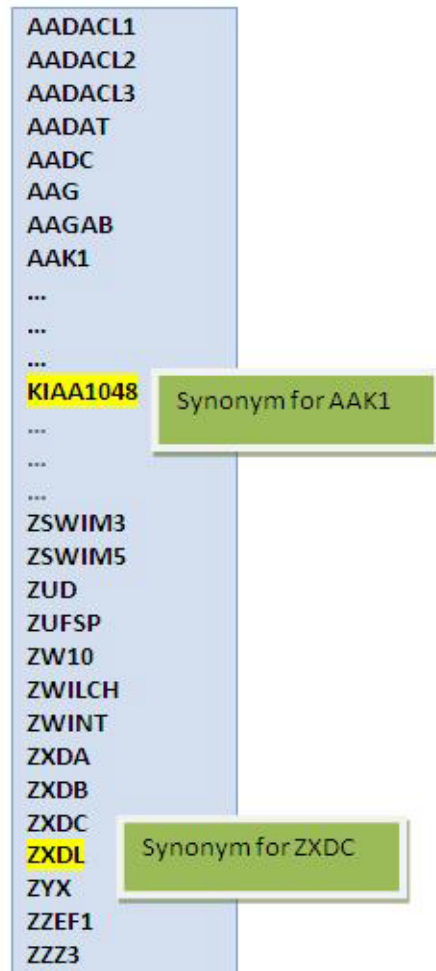 AADACL1
AADACL2
AADACL3
AADAT
AADC
AAG
AAGAB
AAK1
...
...
...
KIAA1048
Synonym for AAK1
...
...
...
ZSWIM3
ZSWIM5
ZUD
ZUFSP
ZW10
ZWILCH
ZWINT
ZXDA
ZXDB
ZXDC
ZXDL
Synonym for ZXDC
ZYX
ZZEF1
ZZZ3